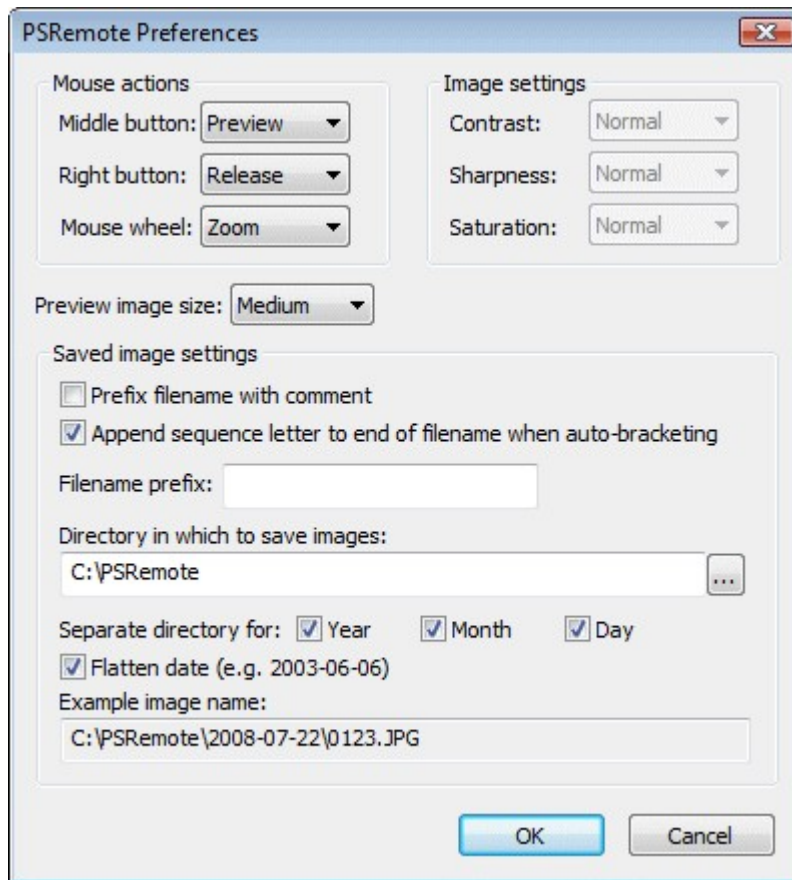 PSRemote Preferences
Mouse actions
Middle button: Preview
Right button: Release
Mouse wheel: Zoom
Image settings
Contrast: Normal
Sharpness: Normal
Saturation: Normal
Preview image size: Medium
Saved image settings
Prefix filename with comment
Append sequence letter to end of filename when auto-bracketing
Filename prefix:
Directory in which to save images:
C:\PSRemote ...
Separate directory for: Year Month Day
Flatten date (e.g. 2003-06-06)
Example image name:
C:\PSRemote\2008-07-22\0123.JPG
OK Cancel